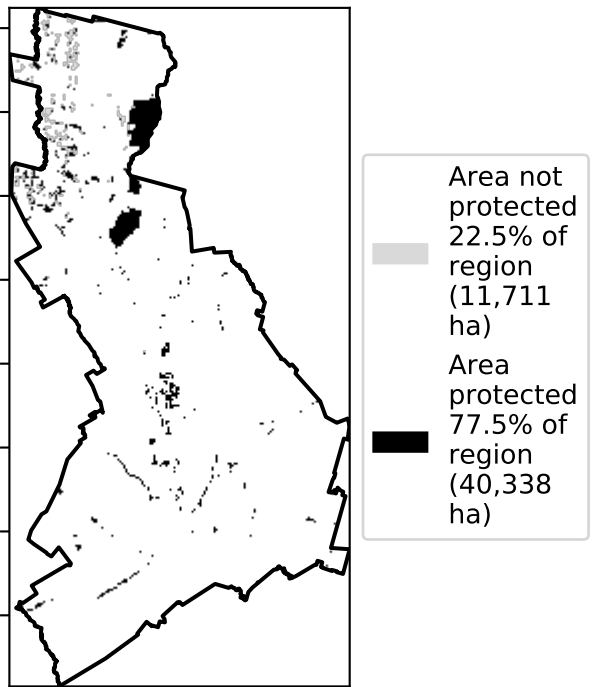 Area not
protected
22.5% of
region
(11,711
ha)
Area
protected
77.5% of
region
(40,338
ha)